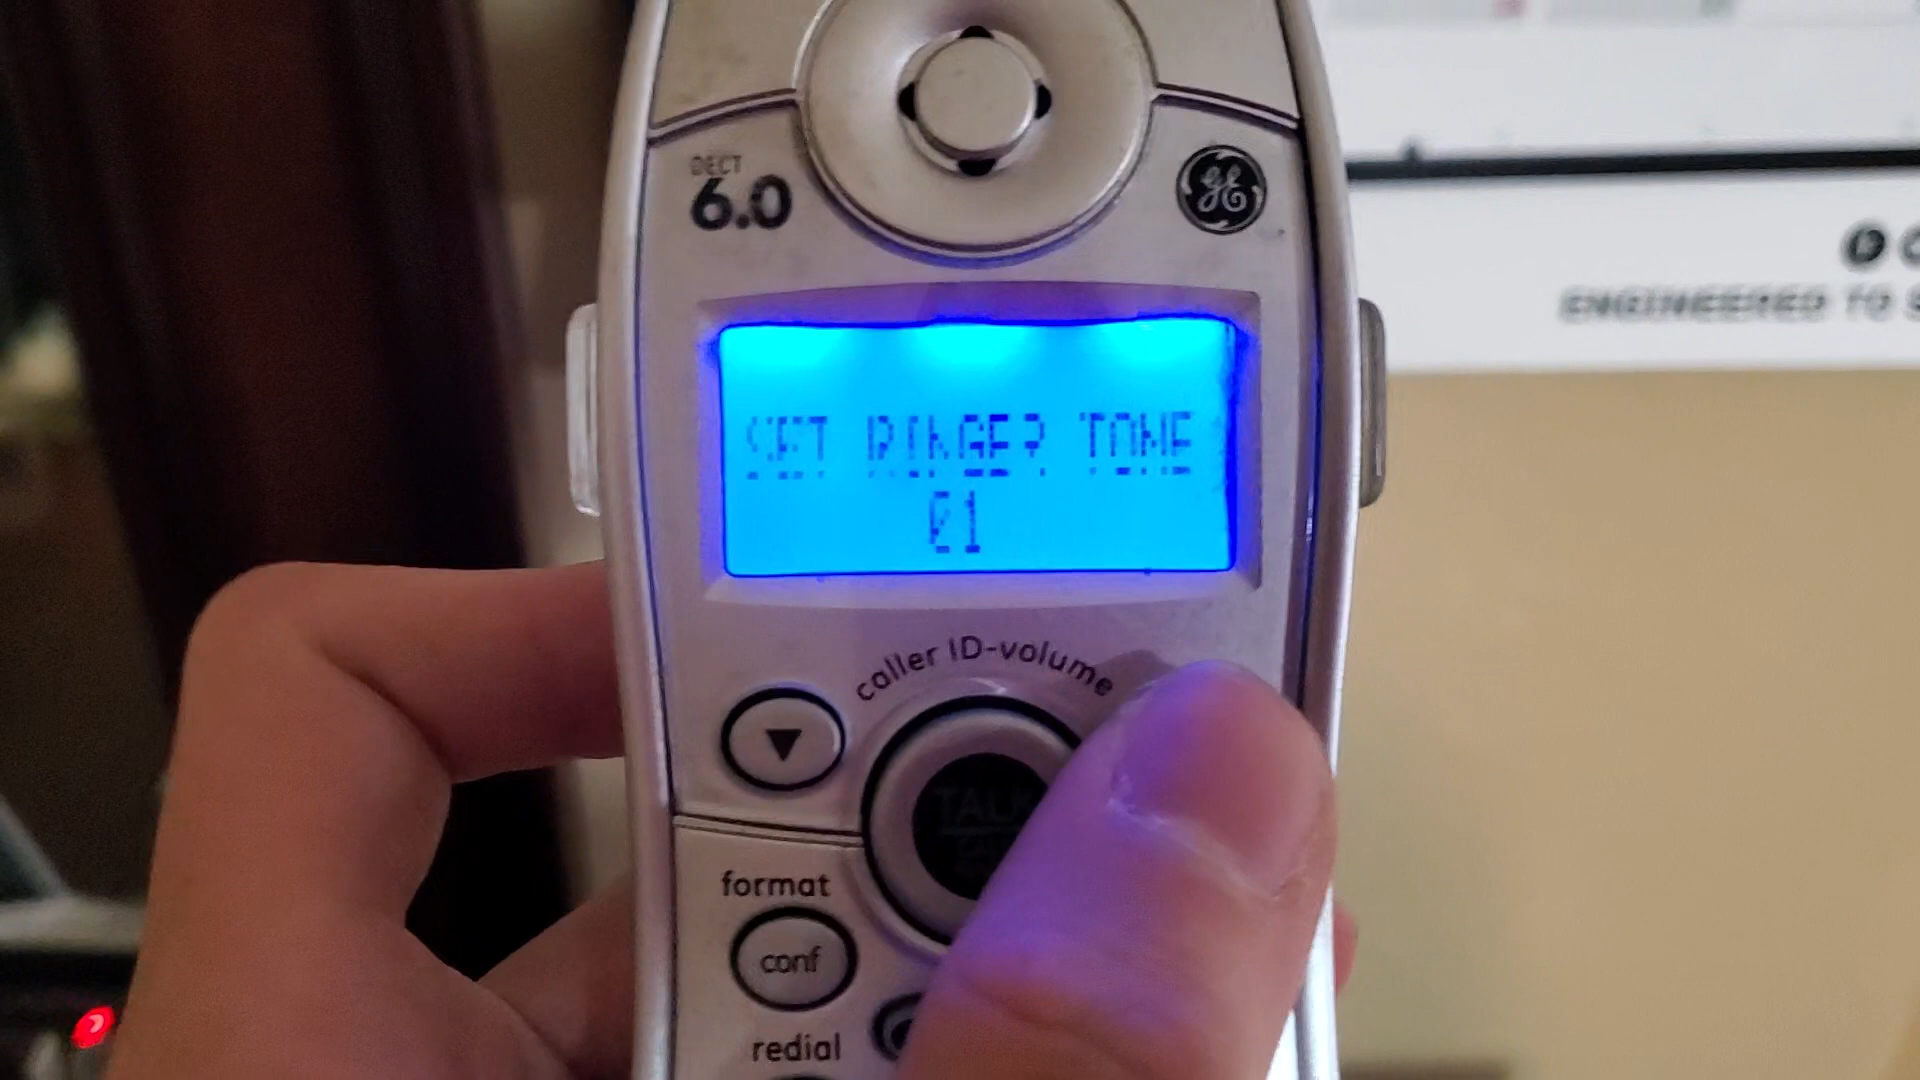 DECT
6.0
GE
SET RINGER TONE
01
caller ID-volume
TALK
format
conf
redial
ENGINEERED TO